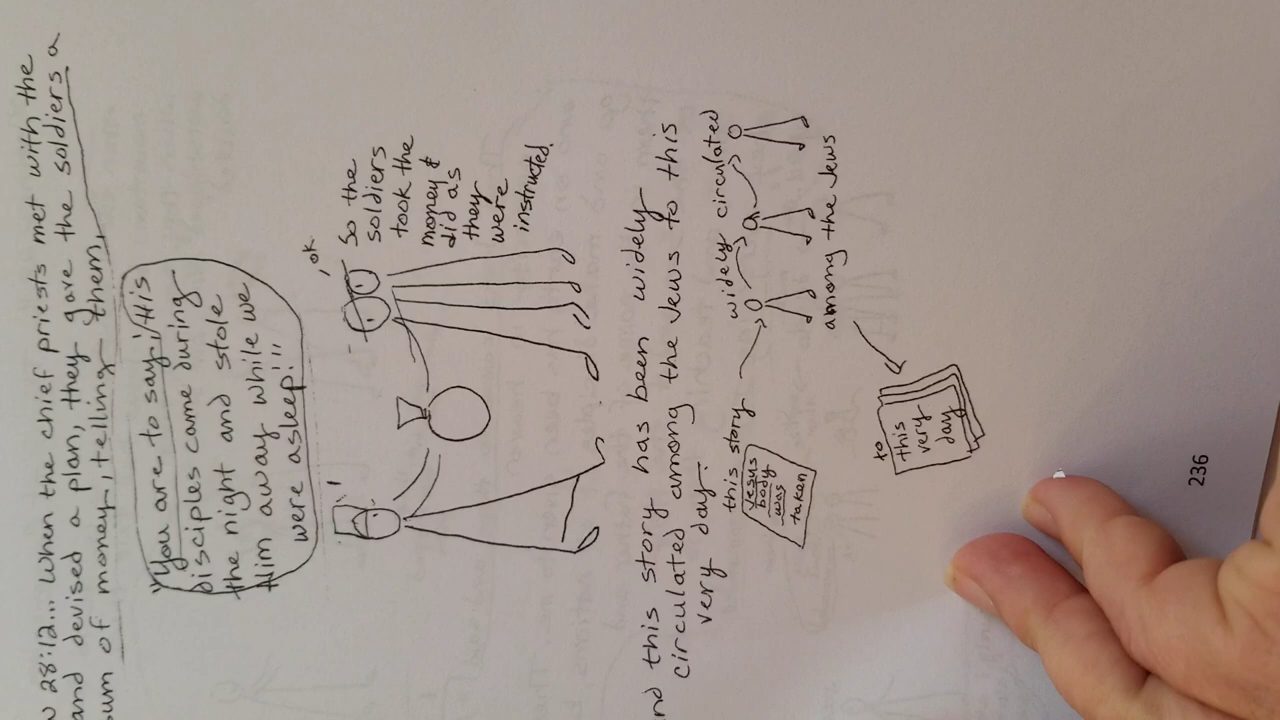 28:12... When the chief priests met with the
and devised a plan, they gave the soldiers a
sum of money, telling them,
"You are to say, 'His
Disciples came during
the night and stole
Him away while we
were asleep.'"
'ok
So the
soldiers
took the
money &
did as
they
were
instructed.
this story has been widely
circulated among the Jews to this
very day.
this story
Jesus
body
was
taken
widely circulated
among the Jews
to
this
very
day
236